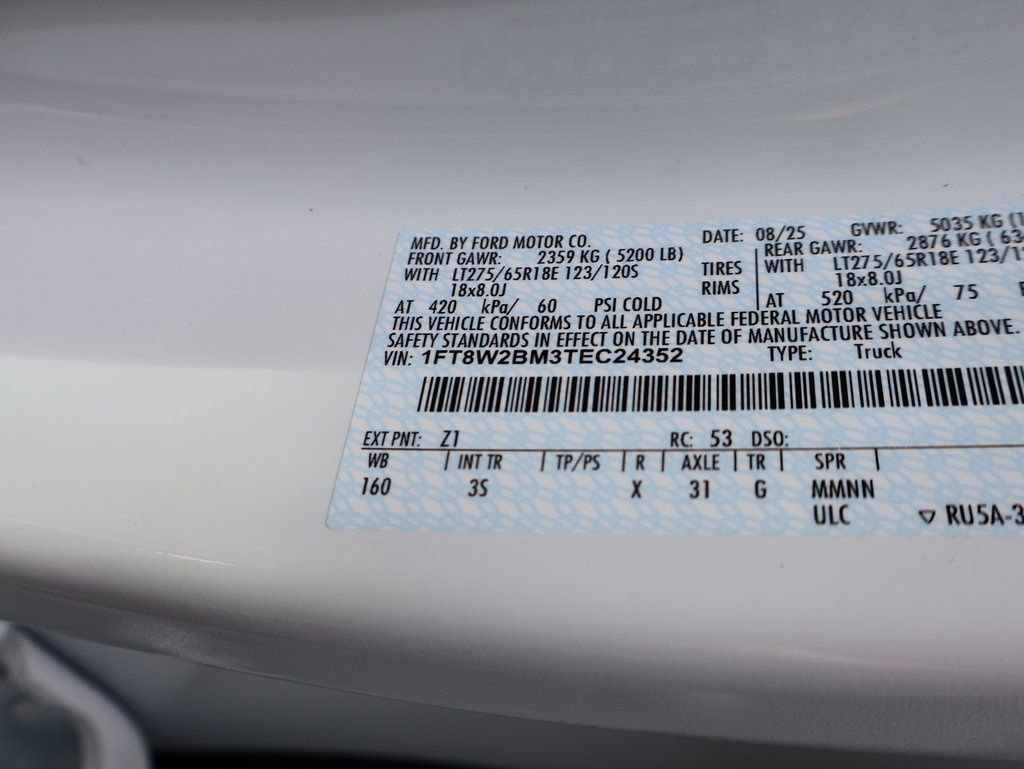 MFD. BY FORD MOTOR CO. DATE: 08/25 GVWR: 5035 KG
FRONT GAWR: 2359 KG ( 5200 LB) REAR GAWR: 2876 KG
WITH LT275/65R18E 123/120S TIRES WITH LT275/65R18E
18x8.0J RIMS 18x8.0J
AT 420 kPa/ 60 PSI COLD AT 520 kPa/ 75
THIS VEHICLE CONFORMS TO ALL APPLICABLE FEDERAL MOTOR VEHICLE
SAFETY STANDARDS IN EFFECT ON THE DATE OF MANUFACTURE SHOWN ABOVE.
VIN: 1FT8W2BM3TEC24352 TYPE: Truck
EXT PNT: Z1 RC: 53 DSO:
WB INT TR TP/PS R AXLE TR SPR
160 3S X 31 G MMNN
ULC ▽ RU5A-3